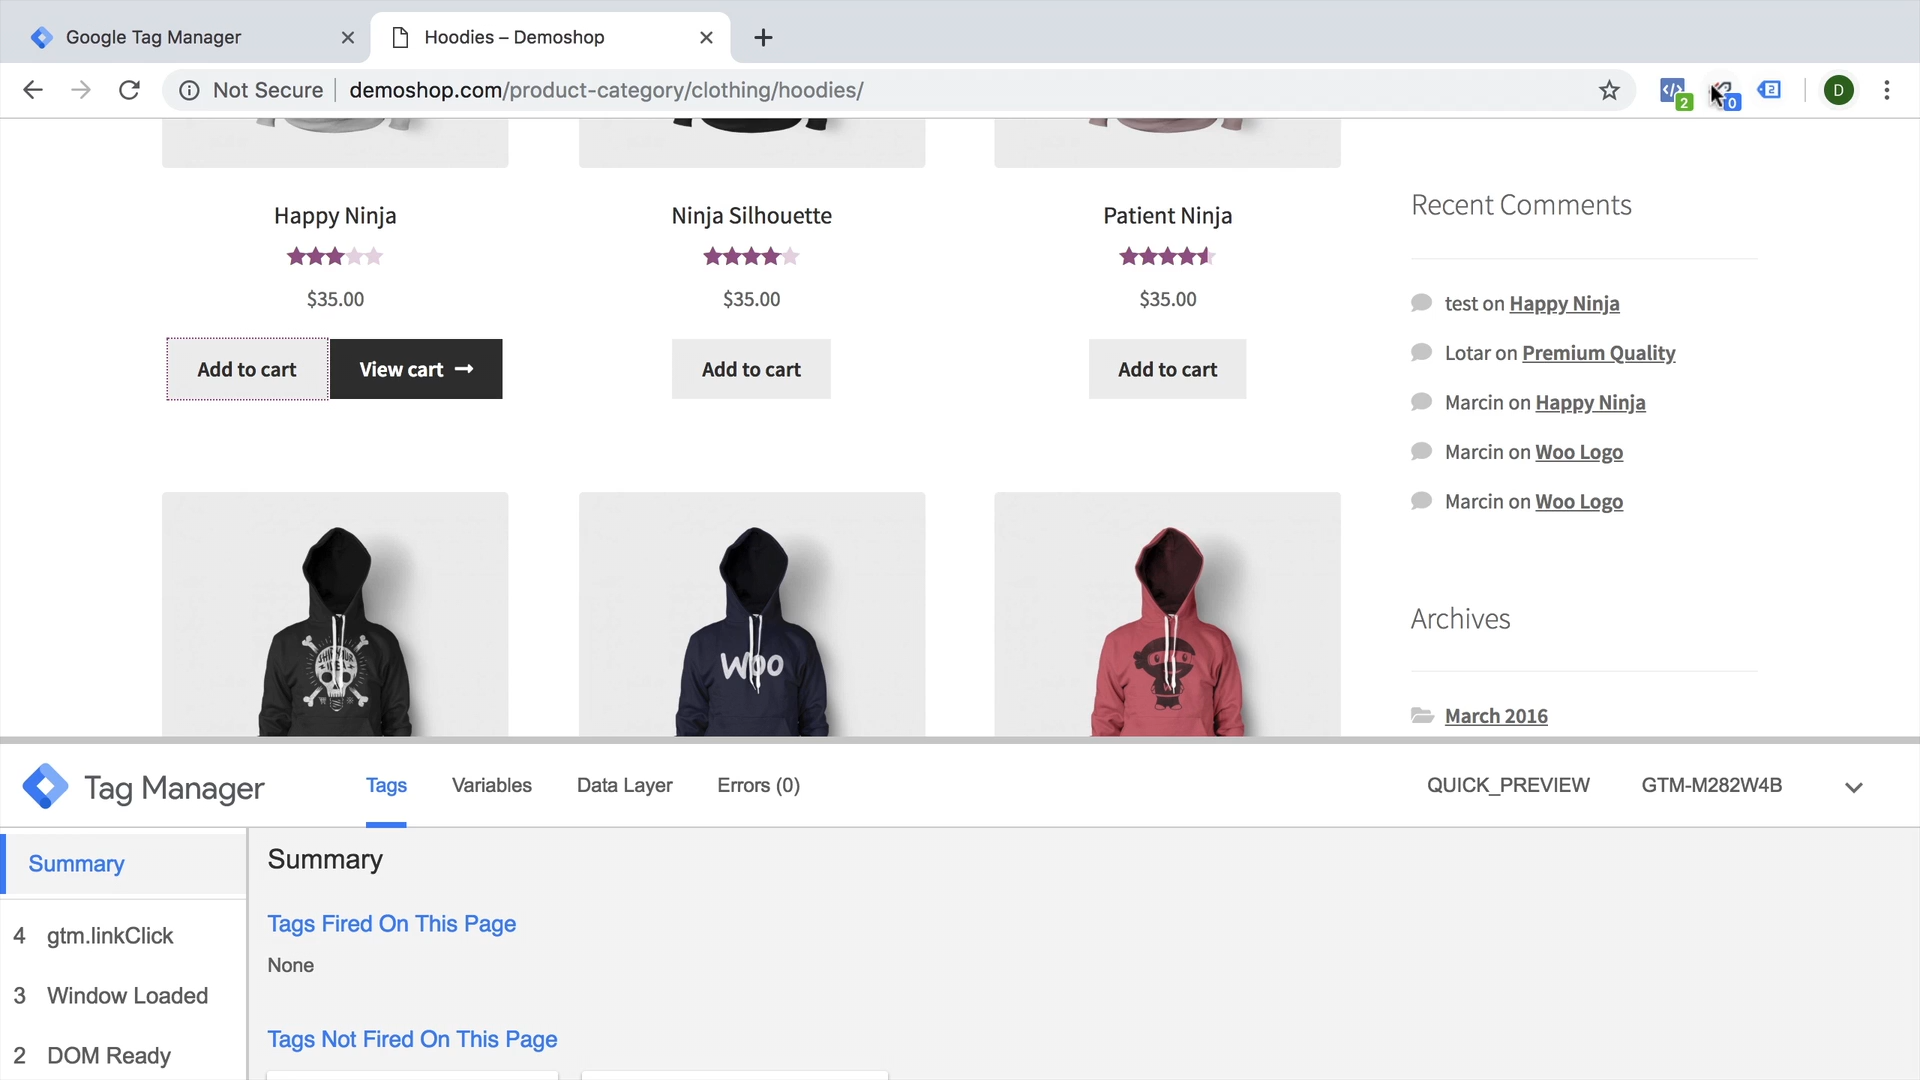 Google Tag Manager
Hoodies – Demoshop
Not Secure
demoshop.com/product-category/clothing/hoodies/
2
0
2
D
Happy Ninja
Ninja Silhouette
Patient Ninja
$35.00
$35.00
$35.00
Add to cart
View cart →
Add to cart
Add to cart
Recent Comments
test on Happy Ninja
Lotar on Premium Quality
Marcin on Happy Ninja
Marcin on Woo Logo
Marcin on Woo Logo
Archives
March 2016
WOO
Tag Manager
Tags
Variables
Data Layer
Errors (0)
QUICK_PREVIEW
GTM-M282W4B
Summary
4 gtm.linkClick
3 Window Loaded
2 DOM Ready
Summary
Tags Fired On This Page
None
Tags Not Fired On This Page